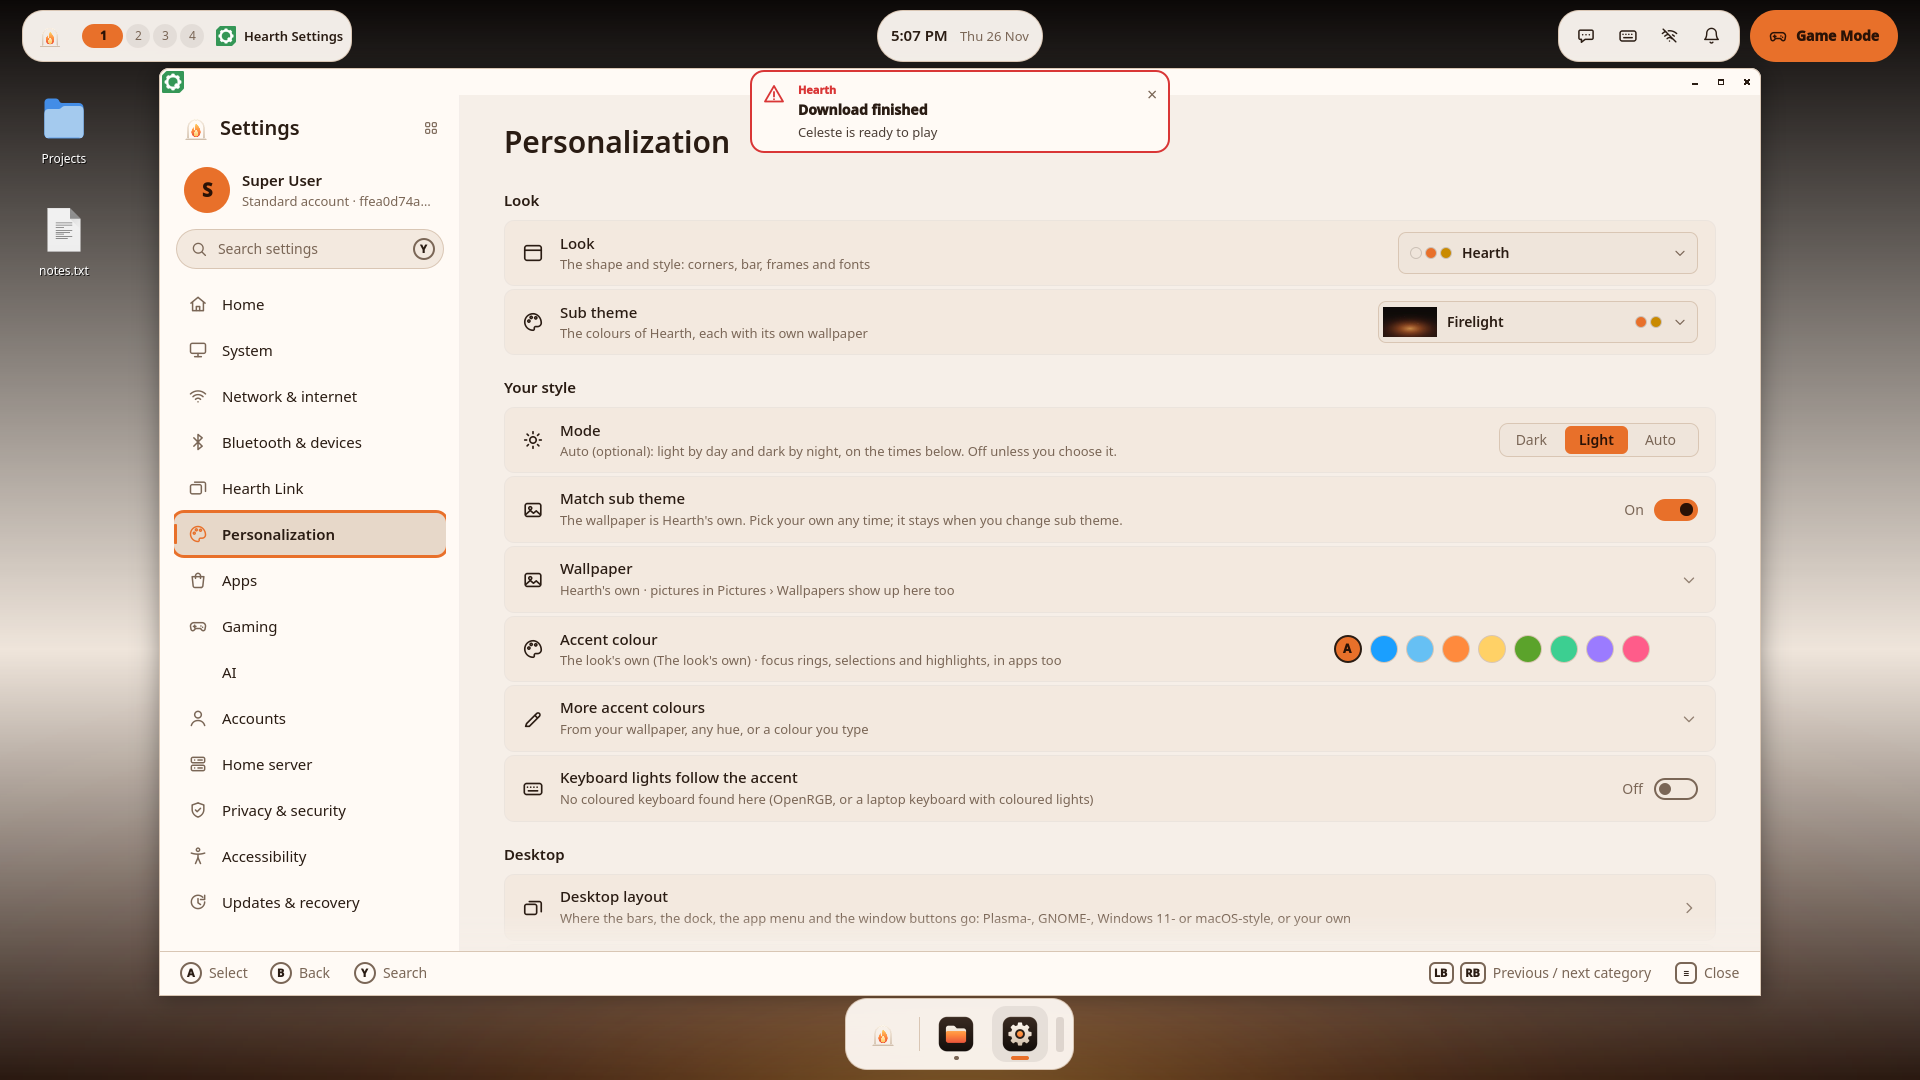 1 2 3 4 Hearth Settings
5:07 PM Thu 26 Nov
Game Mode
Projects
notes.txt
Hearth
Download finished
Celeste is ready to play
Settings
S
Super User
Standard account · ffea0d74a...
Search settings Y
Home
System
Network & internet
Bluetooth & devices
Hearth Link
Personalization
Apps
Gaming
AI
Accounts
Home server
Privacy & security
Accessibility
Updates & recovery
Personalization
Look
Look
The shape and style: corners, bar, frames and fonts
Hearth
Sub theme
The colours of Hearth, each with its own wallpaper
Firelight
Your style
Mode
Auto (optional): light by day and dark by night, on the times below. Off unless you choose it.
Dark Light Auto
Match sub theme
The wallpaper is Hearth's own. Pick your own any time; it stays when you change sub theme.
On
Wallpaper
Hearth's own · pictures in Pictures › Wallpapers show up here too
Accent colour
The look's own (The look's own) · focus rings, selections and highlights, in apps too
A
More accent colours
From your wallpaper, any hue, or a colour you type
Keyboard lights follow the accent
No coloured keyboard found here (OpenRGB, or a laptop keyboard with coloured lights)
Off
Desktop
Desktop layout
Where the bars, the dock, the app menu and the window buttons go: Plasma-, GNOME-, Windows 11- or macOS-style, or your own
A Select B Back Y Search
LB RB Previous / next category ≡ Close